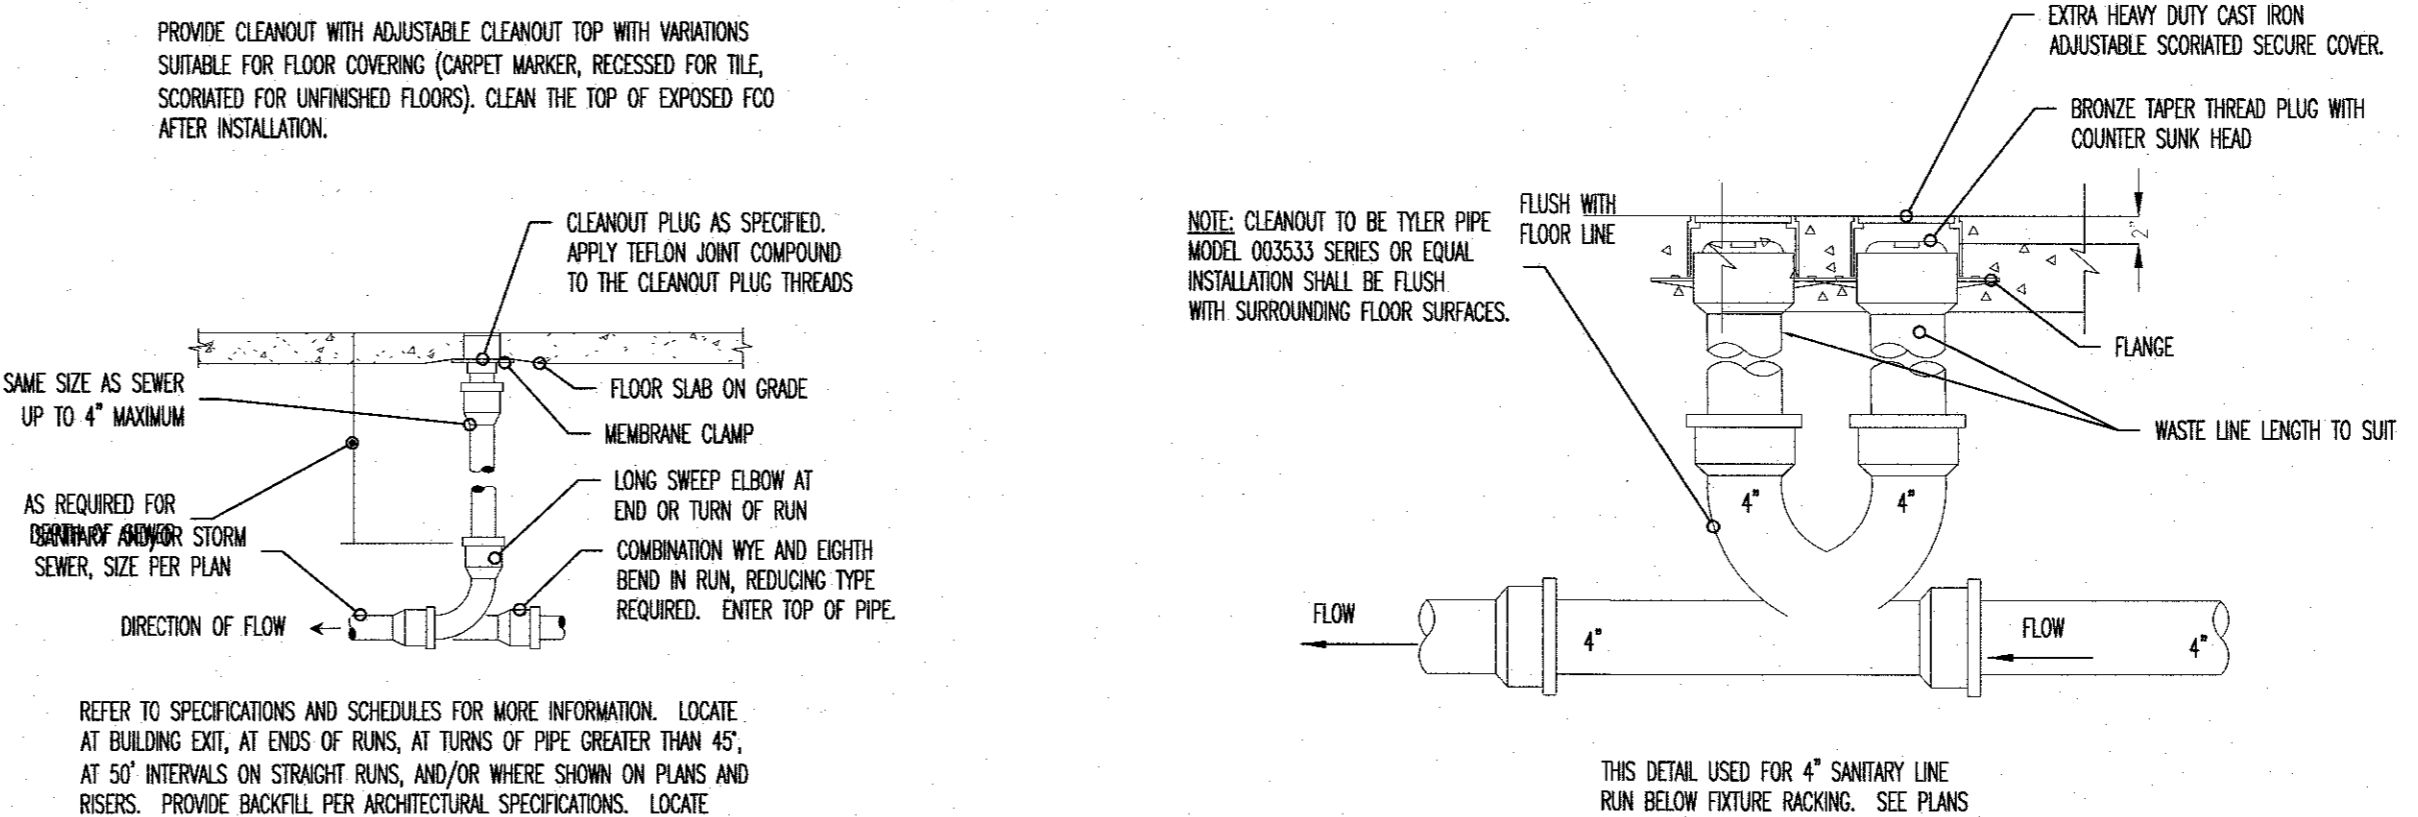 PROVIDE CLEANOUT WITH ADJUSTABLE CLEANOUT TOP WITH VARIATIONS
SUITABLE FOR FLOOR COVERING (CARPET MARKER, RECESSED FOR TILE,
SCORIATED FOR UNFINISHED FLOORS). CLEAN THE TOP OF EXPOSED FCO
AFTER INSTALLATION.
CLEANOUT PLUG AS SPECIFIED.
APPLY TEFLON JOINT COMPOUND
TO THE CLEANOUT PLUG THREADS
SAME SIZE AS SEWER
UP TO 4" MAXIMUM
FLOOR SLAB ON GRADE
MEMBRANE CLAMP
LONG SWEEP ELBOW AT
END OR TURN OF RUN
AS REQUIRED FOR
DEPTH OF SEWER
SANITARY AND/OR STORM
SEWER, SIZE PER PLAN
COMBINATION WYE AND EIGHTH
BEND IN RUN, REDUCING TYPE
REQUIRED. ENTER TOP OF PIPE.
DIRECTION OF FLOW
REFER TO SPECIFICATIONS AND SCHEDULES FOR MORE INFORMATION. LOCATE
AT BUILDING EXIT, AT ENDS OF RUNS, AT TURNS OF PIPE GREATER THAN 45°,
AT 50' INTERVALS ON STRAIGHT RUNS, AND/OR WHERE SHOWN ON PLANS AND
RISERS. PROVIDE BACKFILL PER ARCHITECTURAL SPECIFICATIONS. LOCATE
EXTRA HEAVY DUTY CAST IRON
ADJUSTABLE SCORIATED SECURE COVER.
BRONZE TAPER THREAD PLUG WITH
COUNTER SUNK HEAD
FLUSH WITH
FLOOR LINE
NOTE: CLEANOUT TO BE TYLER PIPE
MODEL 003533 SERIES OR EQUAL
INSTALLATION SHALL BE FLUSH
WITH SURROUNDING FLOOR SURFACES.
2"
FLANGE
WASTE LINE LENGTH TO SUIT
4"
4"
FLOW
4"
FLOW
4"
THIS DETAIL USED FOR 4" SANITARY LINE
RUN BELOW FIXTURE RACKING. SEE PLANS